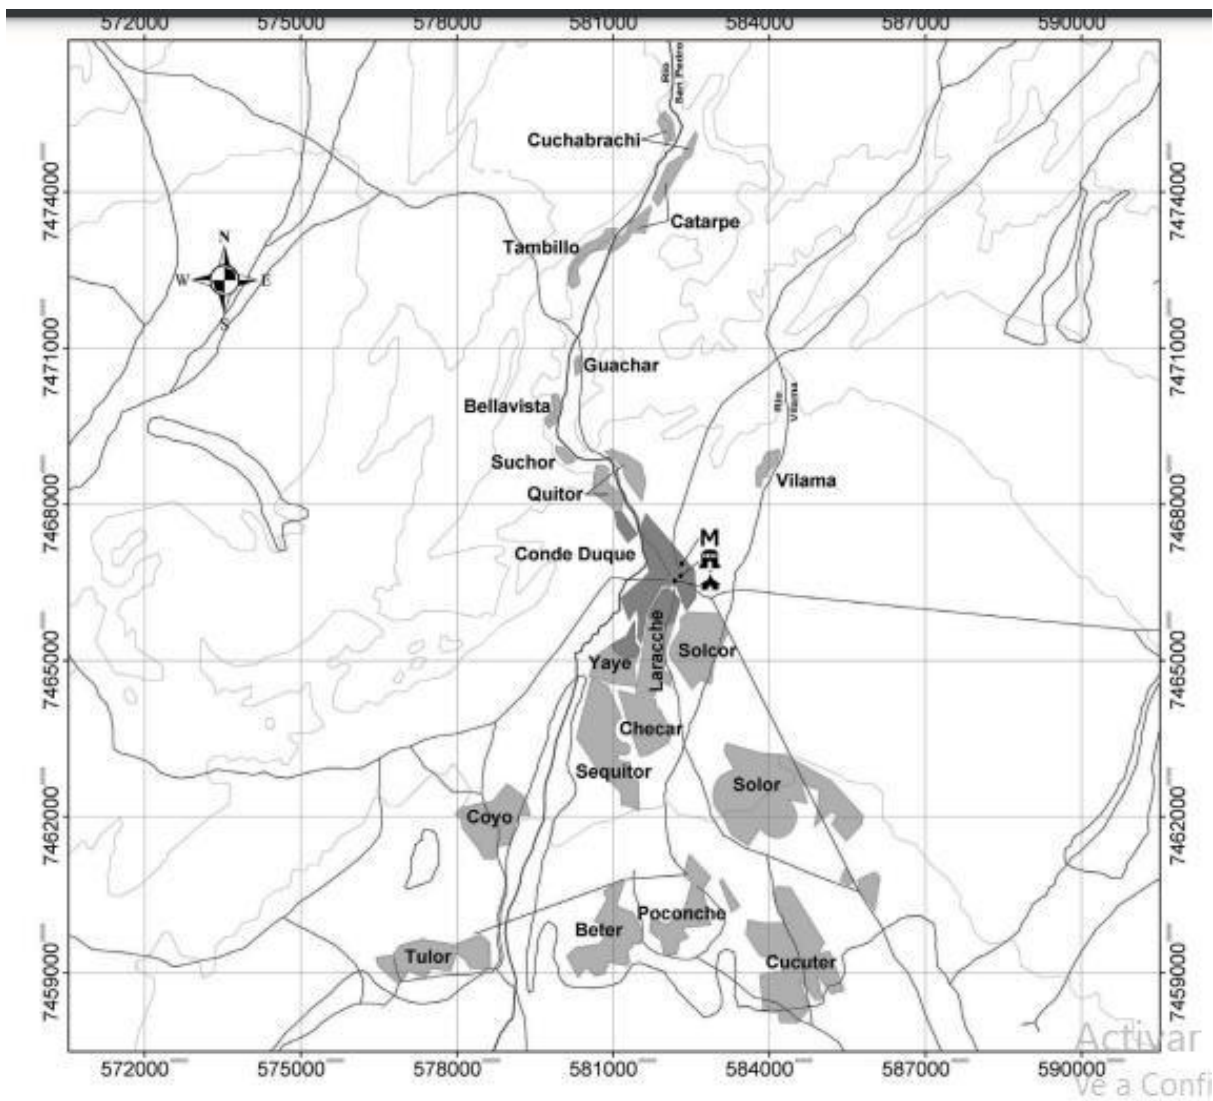 572000 575000 578000 581000 584000 587000 590000
Rio
San Pedro
Cuchabrachi
7474000 7474000
Catarpe
N
Tambillo
W E
S
7471000 7471000
Guachar
Rio
Vilama
Bellavista
Suchor
Vilama
Quitor
7468000 7468000
M
Conde Duque
Laracche
Solcor
Yaye
7465000 7465000
Checar
Sequitor
Solor
Coyo
7462000 7462000
Poconche
Beter
Tulor
Cucuter
7459000 7459000
Activar
572000 575000 578000 581000 584000 587000 590000
Ve a Confi